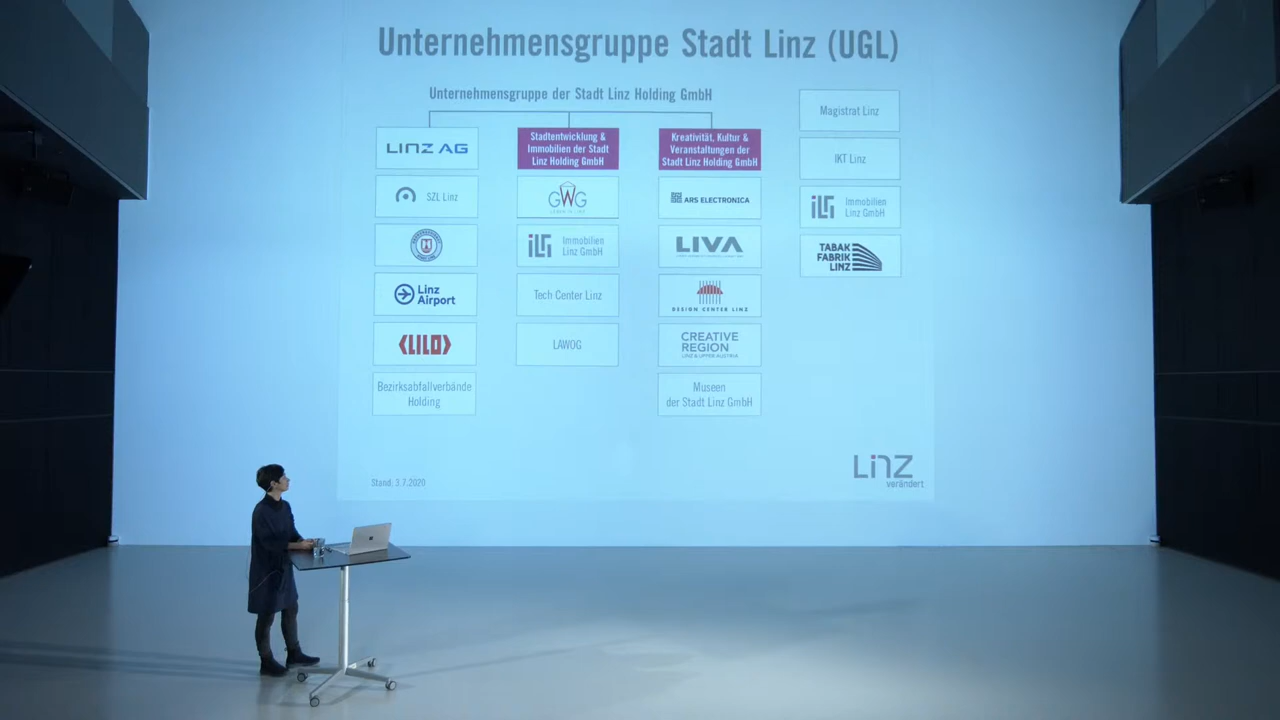 Unternehmensgruppe Stadt Linz (UGL)
Unternehmensgruppe der Stadt Linz Holding GmbH
LINZ AG
SZL Linz
Linz
Airport
LILO
Bezirksabfallverbände
Holding
Stadtentwicklung &
Immobilien der Stadt
Linz Holding GmbH
GWG
Immobilien
Linz GmbH
Tech Center Linz
LAWOG
Kreativität, Kultur &
Veranstaltungen der
Stadt Linz Holding GmbH
ARS ELECTRONICA
LIVA
DESIGN CENTER LINZ
CREATIVE
REGION
LINZ & UPPER AUSTRIA
Museen
der Stadt Linz GmbH
Magistrat Linz
IKT Linz
Immobilien
Linz GmbH
TABAK
FABRIK
LINZ
Stand: 3.7.2020
Linz
verändert